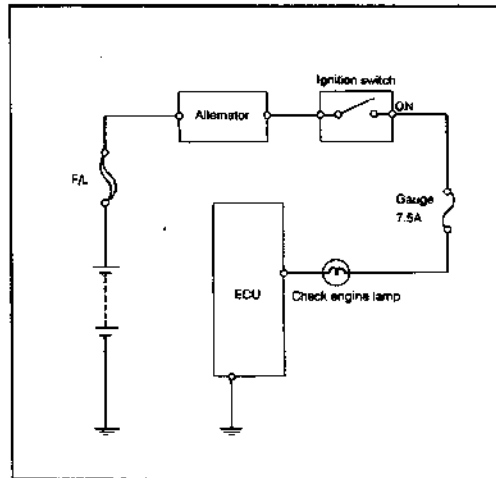 Ignition switch
Alternator
ON
F/L
Gauge
7.5A
ECU
Check engine lamp